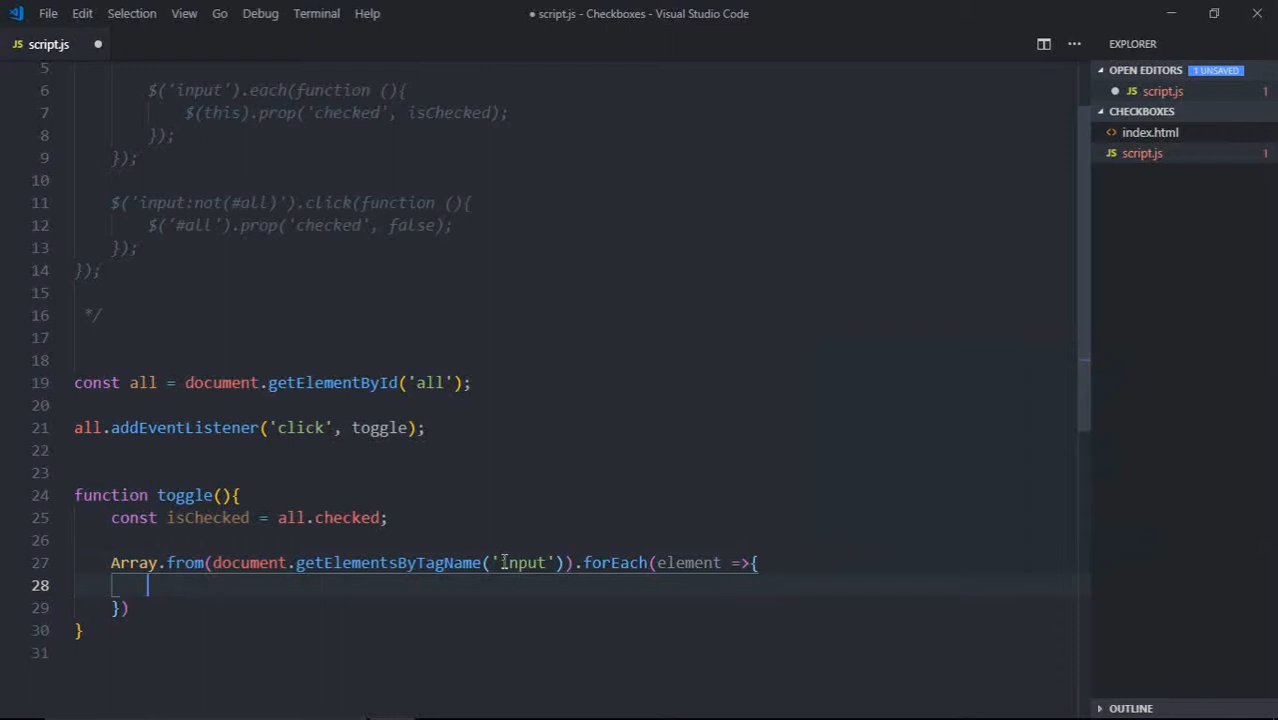 File Edit Selection View Go Debug Terminal Help
● script.js - Checkboxes - Visual Studio Code
JS script.js
EXPLORER
OPEN EDITORS 1 UNSAVED
JS script.js 1
CHECKBOXES
<> index.html
JS script.js 1
5
6 $('input').each(function (){
7 $(this).prop('checked', isChecked);
8 });
9 });
10
11 $('input:not(#all)').click(function (){
12 $('#all').prop('checked', false);
13 });
14 });
15
16 */
17
18
19 const all = document.getElementById('all');
20
21 all.addEventListener('click', toggle);
22
23
24 function toggle(){
25 const isChecked = all.checked;
26
27 Array.from(document.getElementsByTagName('input')).forEach(element =>{
28
29 })
30 }
31
OUTLINE